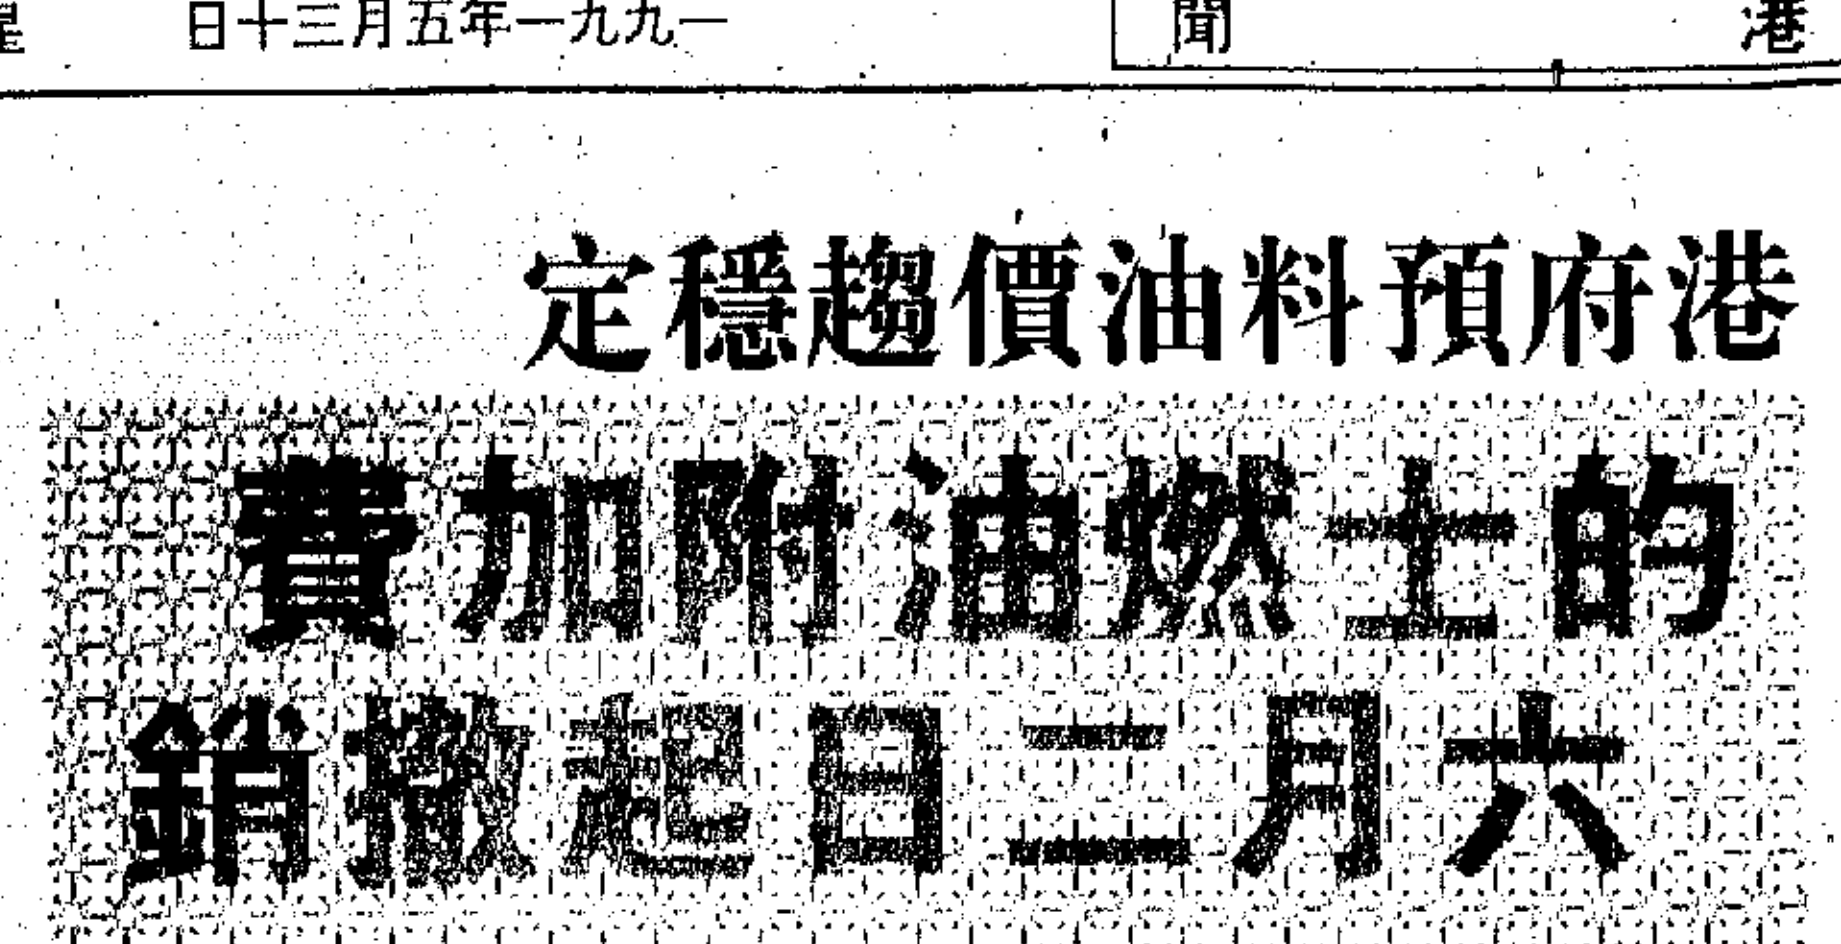 港聞
一九九一年五月三十日 星
港府預料油價趨穩定
的士燃油附加費
六月二日起撤銷